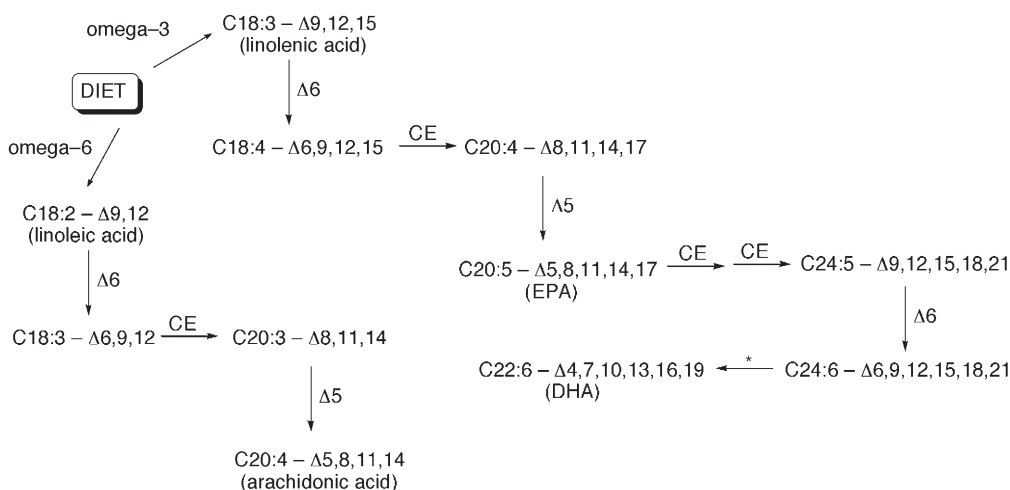 omega–3
C18:3 – Δ9,12,15
(linolenic acid)
DIET
Δ6
omega–6
C18:4 – Δ6,9,12,15
CE
C20:4 – Δ8,11,14,17
C18:2 – Δ9,12
(linoleic acid)
Λ5
C20:5 – Δ5,8,11,14,17
(EPA)
CE
CE
C24:5 – Δ9,12,15,18,21
Δ6
Δ6
C18:3 – Δ6,9,12
CE
C20:3 – Δ8,11,14
C22:6 – Δ4,7,10,13,16,19
(DHA)
*
C24:6 – Δ6,9,12,15,18,21
Δ5
C20:4 – Δ5,8,11,14
(arachidonic acid)